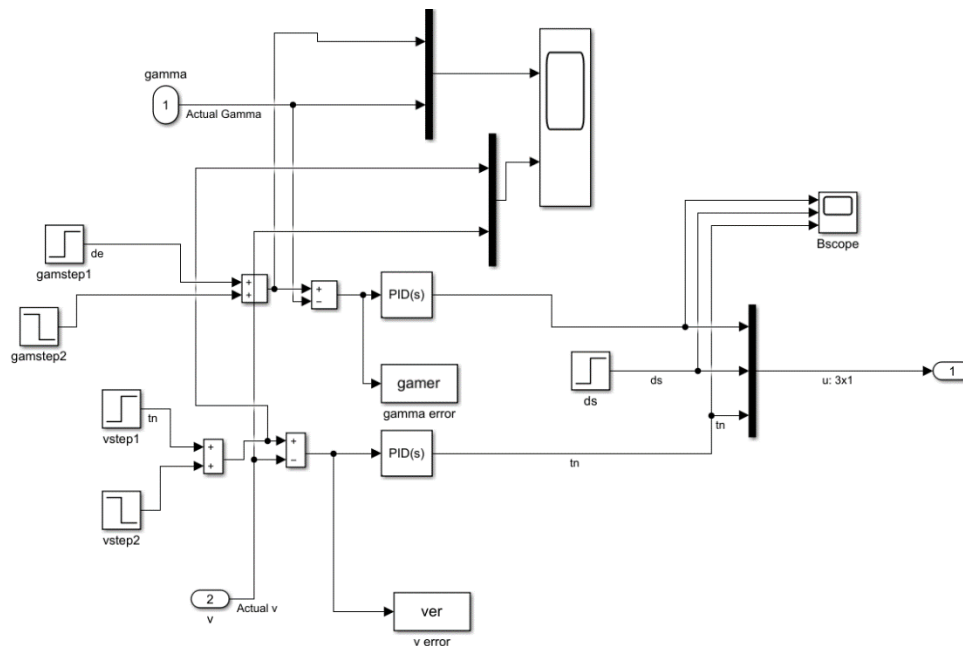 gamma
1
Actual Gamma
de
gamstep1
+
+
+
−
PID(s)
gamstep2
Bscope
gamer
gamma error
ds
ds
u: 3x1
1
tn
vstep1
+
+
+
−
PID(s)
tn
tn
vstep2
2
v
Actual v
ver
v error